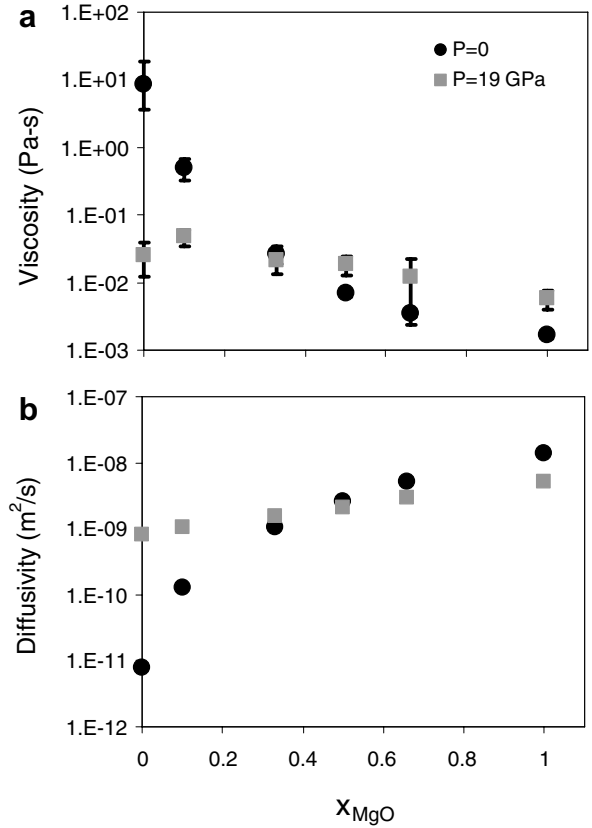 a
1.E+02
1.E+01
1.E+00
1.E-01
1.E-02
1.E-03
Viscosity (Pa-s)
P=0
P=19 GPa
b
1.E-07
1.E-08
1.E-09
1.E-10
1.E-11
1.E-12
Diffusivity (m²/s)
0 0.2 0.4 0.6 0.8 1
xMgO